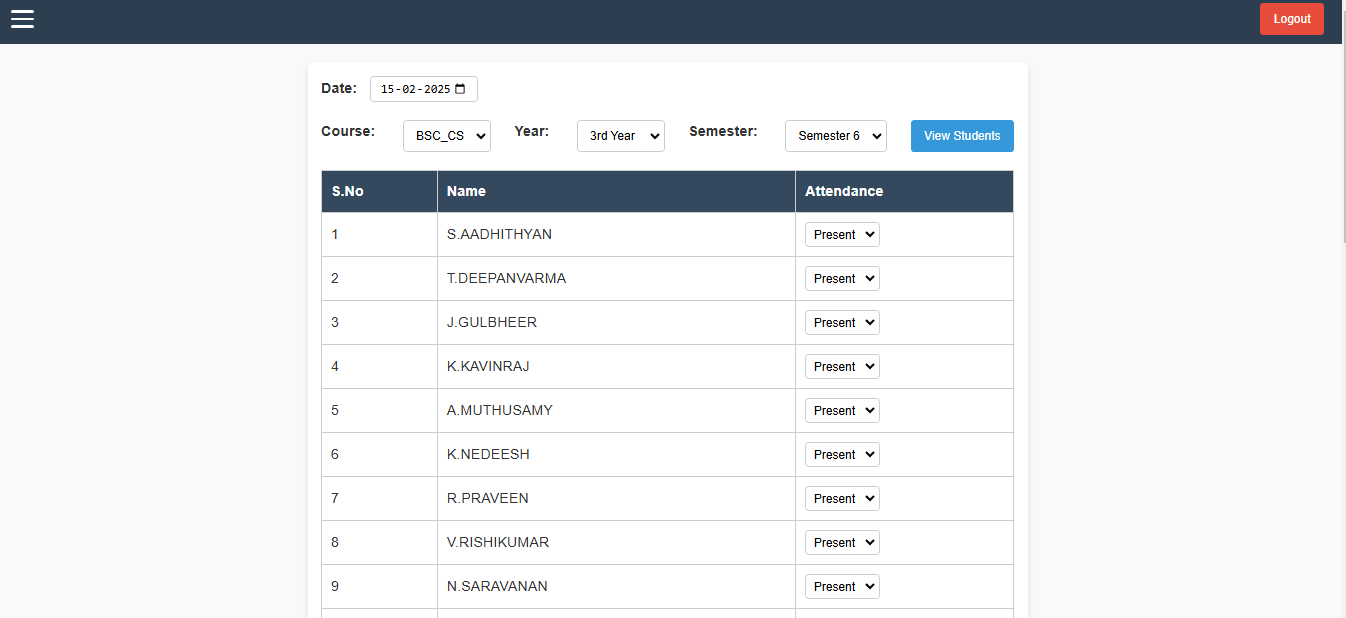 Logout
Date: 15-02-2025
Course: BSC_CS Year: 3rd Year Semester: Semester 6 View Students
S.No Name Attendance
1 S.AADHITHYAN Present
2 T.DEEPANVARMA Present
3 J.GULBHEER Present
4 K.KAVINRAJ Present
5 A.MUTHUSAMY Present
6 K.NEDEESH Present
7 R.PRAVEEN Present
8 V.RISHIKUMAR Present
9 N.SARAVANAN Present